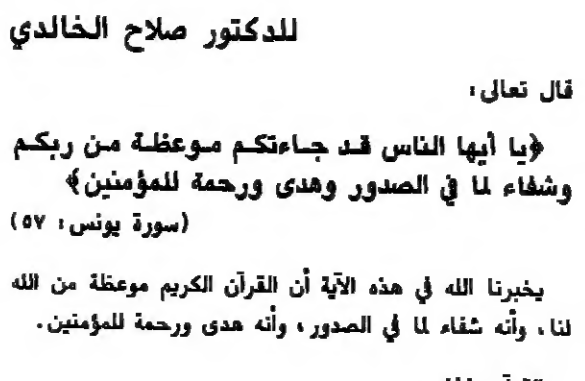 للدكتور صلاح الخالدي
قال تعالى:
﴿يا أيها الناس قد جاءتكم موعظة من ربكم
وشفاء لما في الصدور وهدى ورحمة للمؤمنين﴾
(سورة يونس: ٥٧)
يخبرنا الله في هذه الآية أن القرآن الكريم موعظة من الله
لنا، وأنه شفاء لما في الصدور، وأنه هدى ورحمة للمؤمنين.